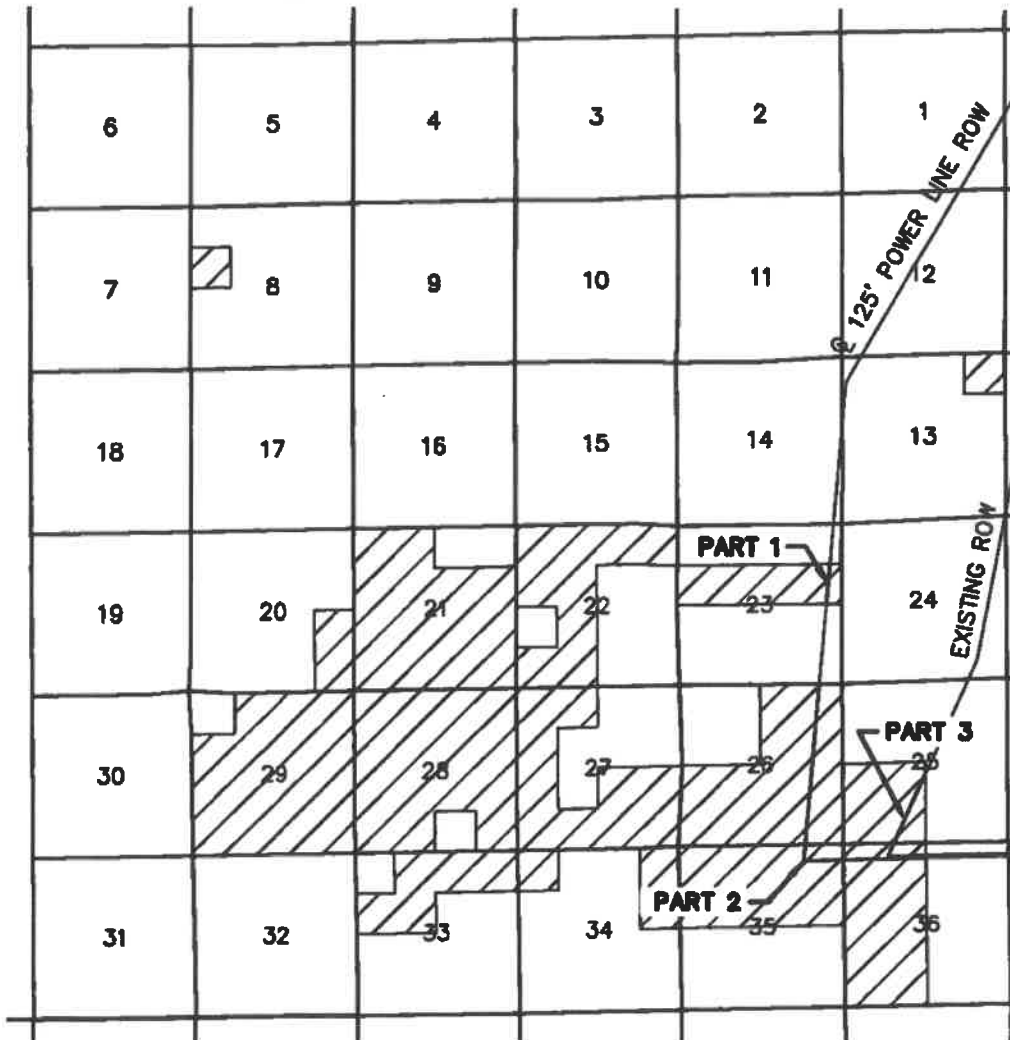 6 5 4 3 2 1
7 8 9 10 11 12
℄ 125' POWER LINE ROW
18 17 16 15 14 13
PART 1
EXISTING ROW
19 20 21 22 23 24
PART 3
30 29 28 27 26 25
PART 2
31 32 33 34 35 36